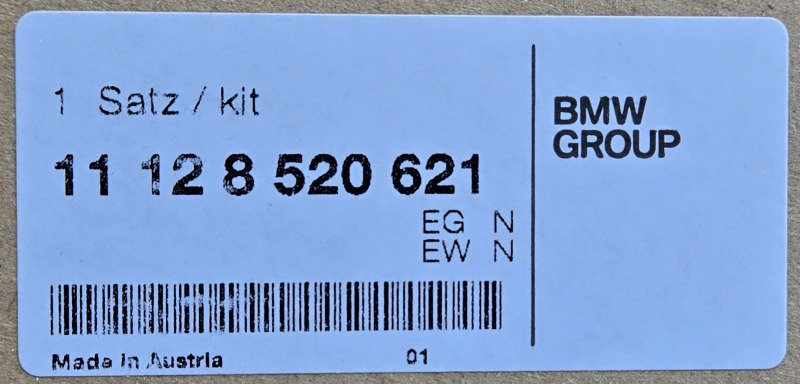 1 Satz / kit
11 12 8 520 621
EG N
EW N
Made in Austria 01
BMW
GROUP